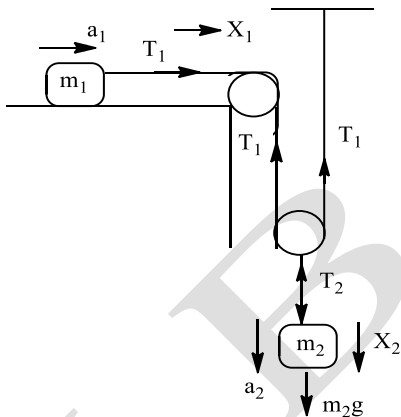 a₁
X₁
T₁
m₁
T₁
T₁
T₂
m₂
X₂
a₂
m₂g